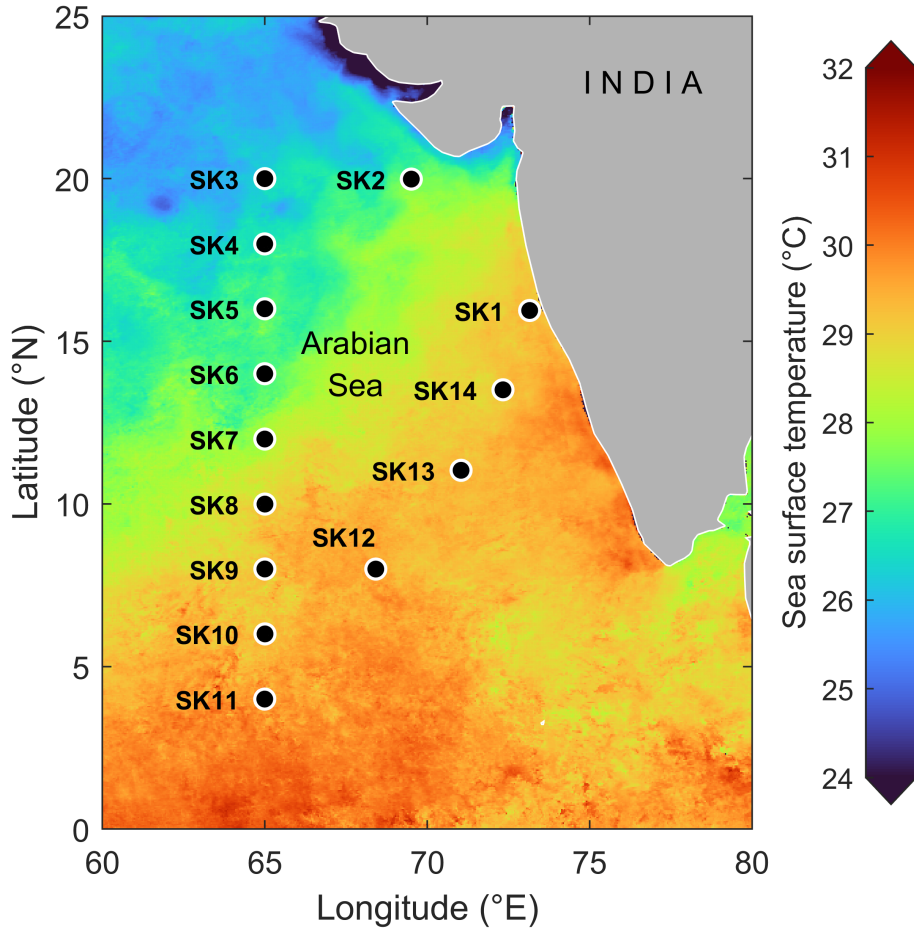 25
20
15
10
5
0
Latitude (°N)
60
65
70
75
80
Longitude (°E)
INDIA
SK3
SK2
SK4
SK5
SK1
Arabian
Sea
SK6
SK14
SK7
SK13
SK8
SK12
SK9
SK10
SK11
32
31
30
29
28
27
26
25
24
Sea surface temperature (°C)